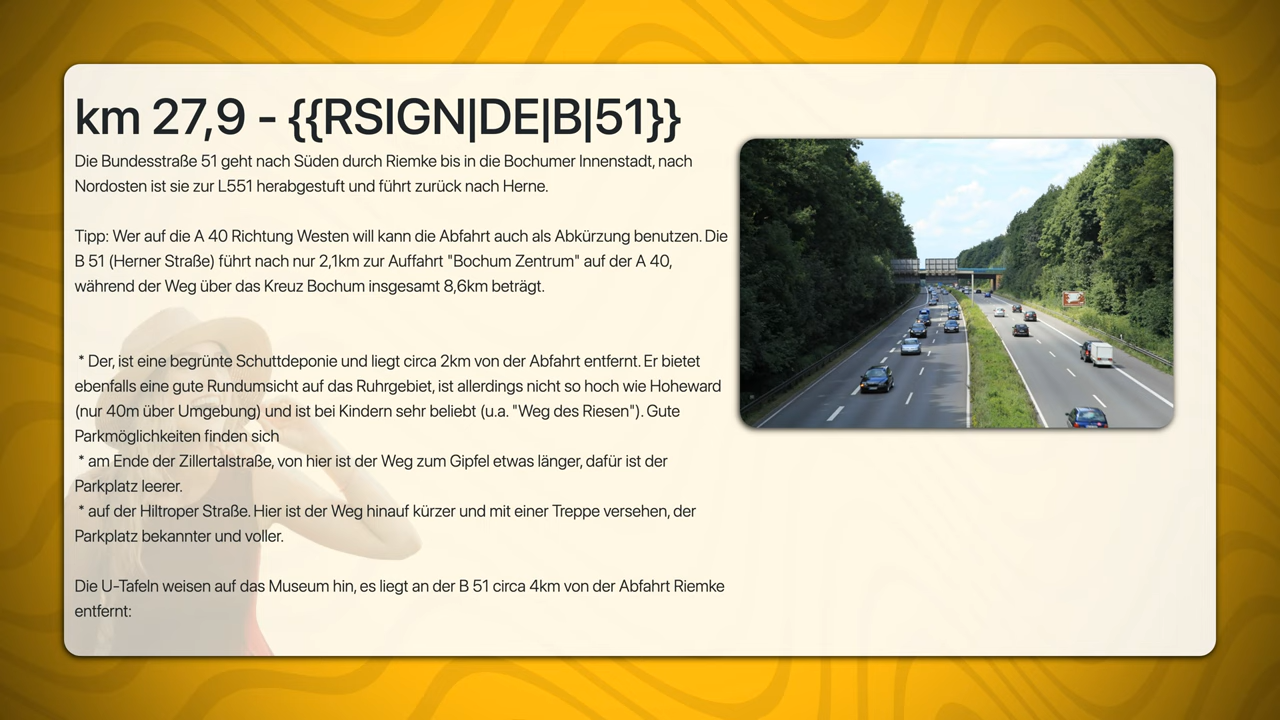 km 27,9 - {{RSIGN|DE|B|51}}
Die Bundesstraße 51 geht nach Süden durch Riemke bis in die Bochumer Innenstadt, nach
Nordosten ist sie zur L551 herabgestuft und führt zurück nach Herne.
Tipp: Wer auf die A 40 Richtung Westen will kann die Abfahrt auch als Abkürzung benutzen. Die
B 51 (Herner Straße) führt nach nur 2,1km zur Auffahrt "Bochum Zentrum" auf der A 40,
während der Weg über das Kreuz Bochum insgesamt 8,6km beträgt.
* Der, ist eine begrünte Schuttdeponie und liegt circa 2km von der Abfahrt entfernt. Er bietet
ebenfalls eine gute Rundumsicht auf das Ruhrgebiet, ist allerdings nicht so hoch wie Hoheward
(nur 40m über Umgebung) und ist bei Kindern sehr beliebt (u.a. "Weg des Riesen"). Gute
Parkmöglichkeiten finden sich
* am Ende der Zillertalstraße, von hier ist der Weg zum Gipfel etwas länger, dafür ist der
Parkplatz leerer.
* auf der Hiltroper Straße. Hier ist der Weg hinauf kürzer und mit einer Treppe versehen, der
Parkplatz bekannter und voller.
Die U-Tafeln weisen auf das Museum hin, es liegt an der B 51 circa 4km von der Abfahrt Riemke
entfernt: